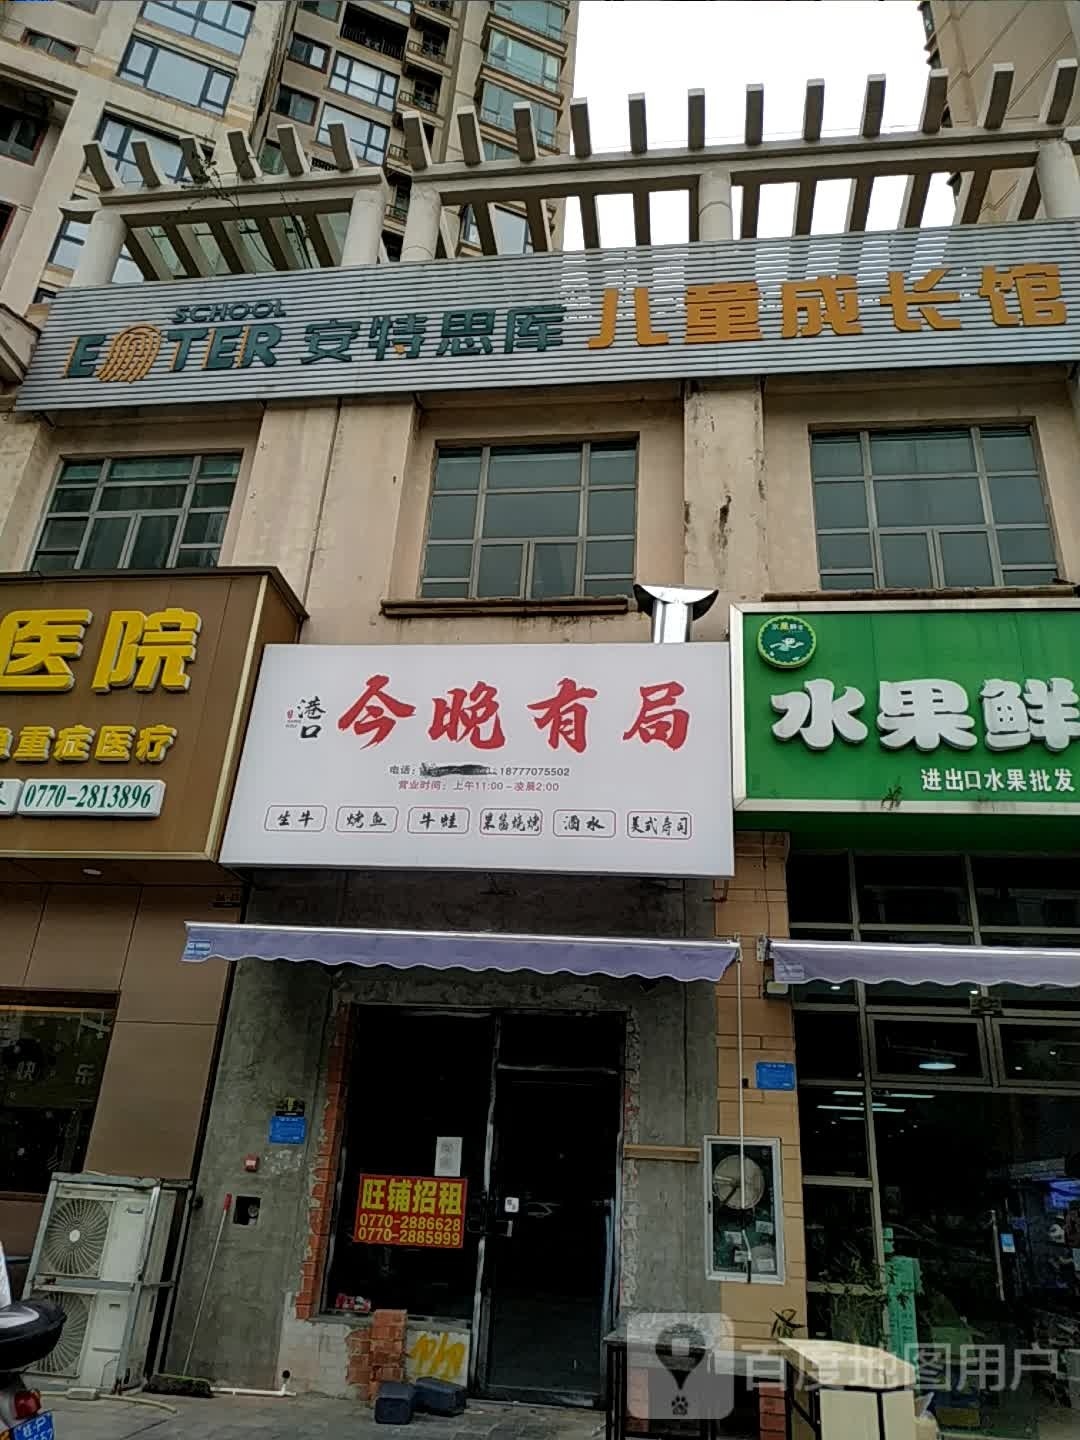 SCHOOL
ENTER 安特思库 儿童成长馆
医院
重症医疗
0770-2813896
港口
今晚有局
电话: 18777075502
营业时间：上午11:00－凌晨2:00
生牛 烤鱼 牛蛙 果酱烧烤 酒水 美式寿司
水果鲜
进出口水果批发
快乐
旺铺招租
0770-2886628
0770-2885999
百度地图用户